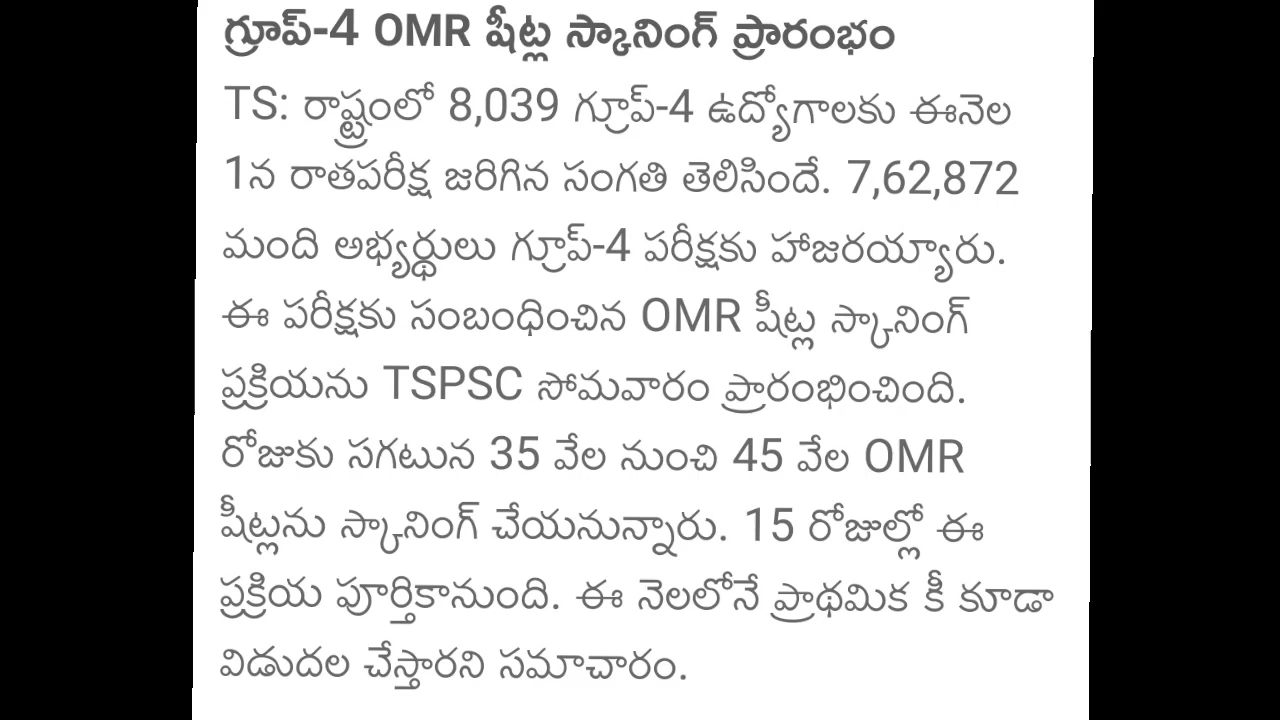 గ్రూప్-4 OMR షీట్ల స్కానింగ్ ప్రారంభం
TS: రాష్ట్రంలో 8,039 గ్రూప్-4 ఉద్యోగాలకు ఈనెల
1న రాతపరీక్ష జరిగిన సంగతి తెలిసిందే. 7,62,872
మంది అభ్యర్థులు గ్రూప్-4 పరీక్షకు హాజరయ్యారు.
ఈ పరీక్షకు సంబంధించిన OMR షీట్ల స్కానింగ్
ప్రక్రియను TSPSC సోమవారం ప్రారంభించింది.
రోజుకు సగటున 35 వేల నుంచి 45 వేల OMR
షీట్లను స్కానింగ్ చేయనున్నారు. 15 రోజుల్లో ఈ
ప్రక్రియ పూర్తికానుంది. ఈ నెలలోనే ప్రాథమిక కీ కూడా
విడుదల చేస్తారని సమాచారం.